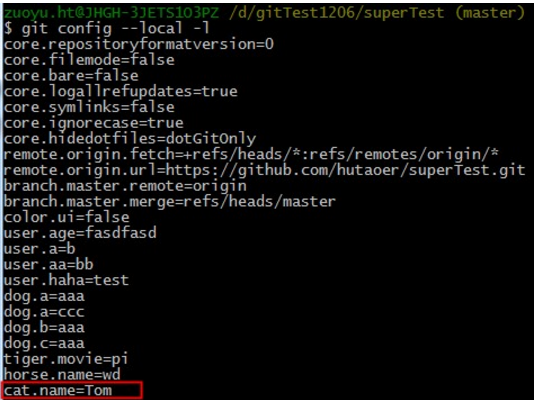 zuoyu.ht@JHGH-3JETS1O3PZ /d/gitTest1206/superTest (master)
$ git config --local -l
core.repositoryformatversion=0
core.filemode=false
core.bare=false
core.logallrefupdates=true
core.symlinks=false
core.ignorecase=true
core.hidedotfiles=dotGitOnly
remote.origin.fetch=+refs/heads/*:refs/remotes/origin/*
remote.origin.url=https://github.com/hutaoer/superTest.git
branch.master.remote=origin
branch.master.merge=refs/heads/master
color.ui=false
user.age=fasdfasd
user.a=b
user.aa=bb
user.haha=test
dog.a=aaa
dog.a=ccc
dog.b=aaa
dog.c=aaa
tiger.movie=pi
horse.name=wd
cat.name=Tom